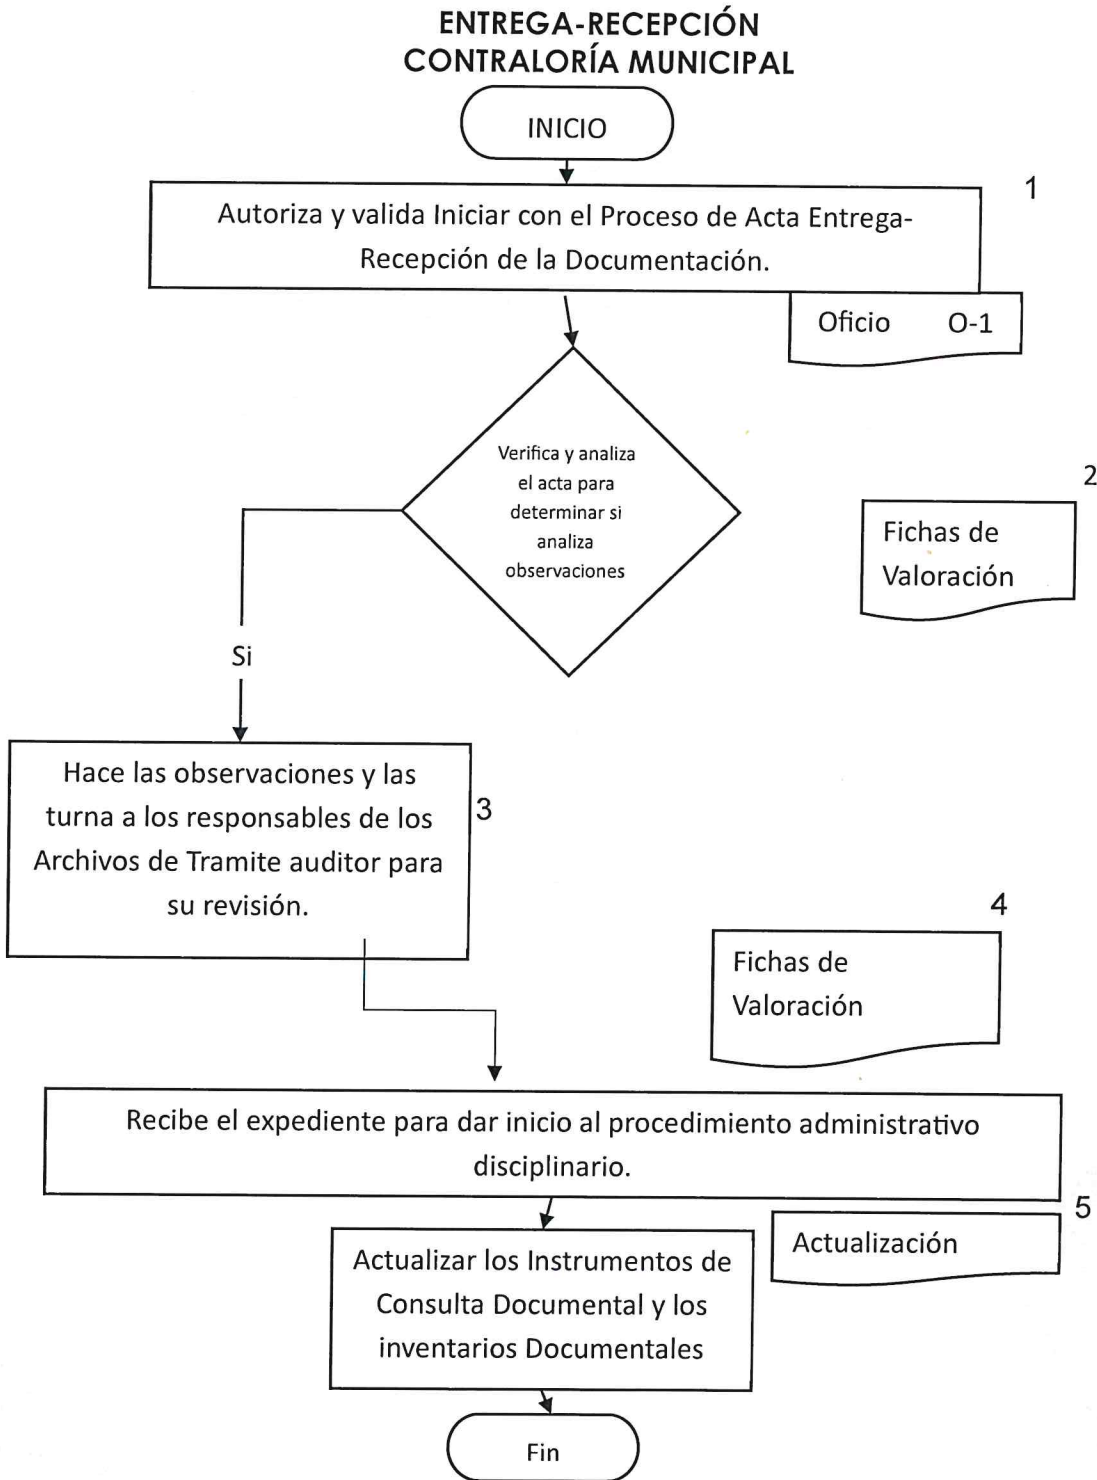 ENTREGA-RECEPCIÓN
CONTRALORÍA MUNICIPAL
INICIO
1
Autoriza y valida Iniciar con el Proceso de Acta Entrega-
Recepción de la Documentación.
Oficio O-1
Verifica y analiza
el acta para
determinar si
analiza
observaciones
2
Fichas de
Valoración
Si
Hace las observaciones y las
turna a los responsables de los
Archivos de Tramite auditor para
su revisión.
3
4
Fichas de
Valoración
Recibe el expediente para dar inicio al procedimiento administrativo
disciplinario.
5
Actualización
Actualizar los Instrumentos de
Consulta Documental y los
inventarios Documentales
Fin